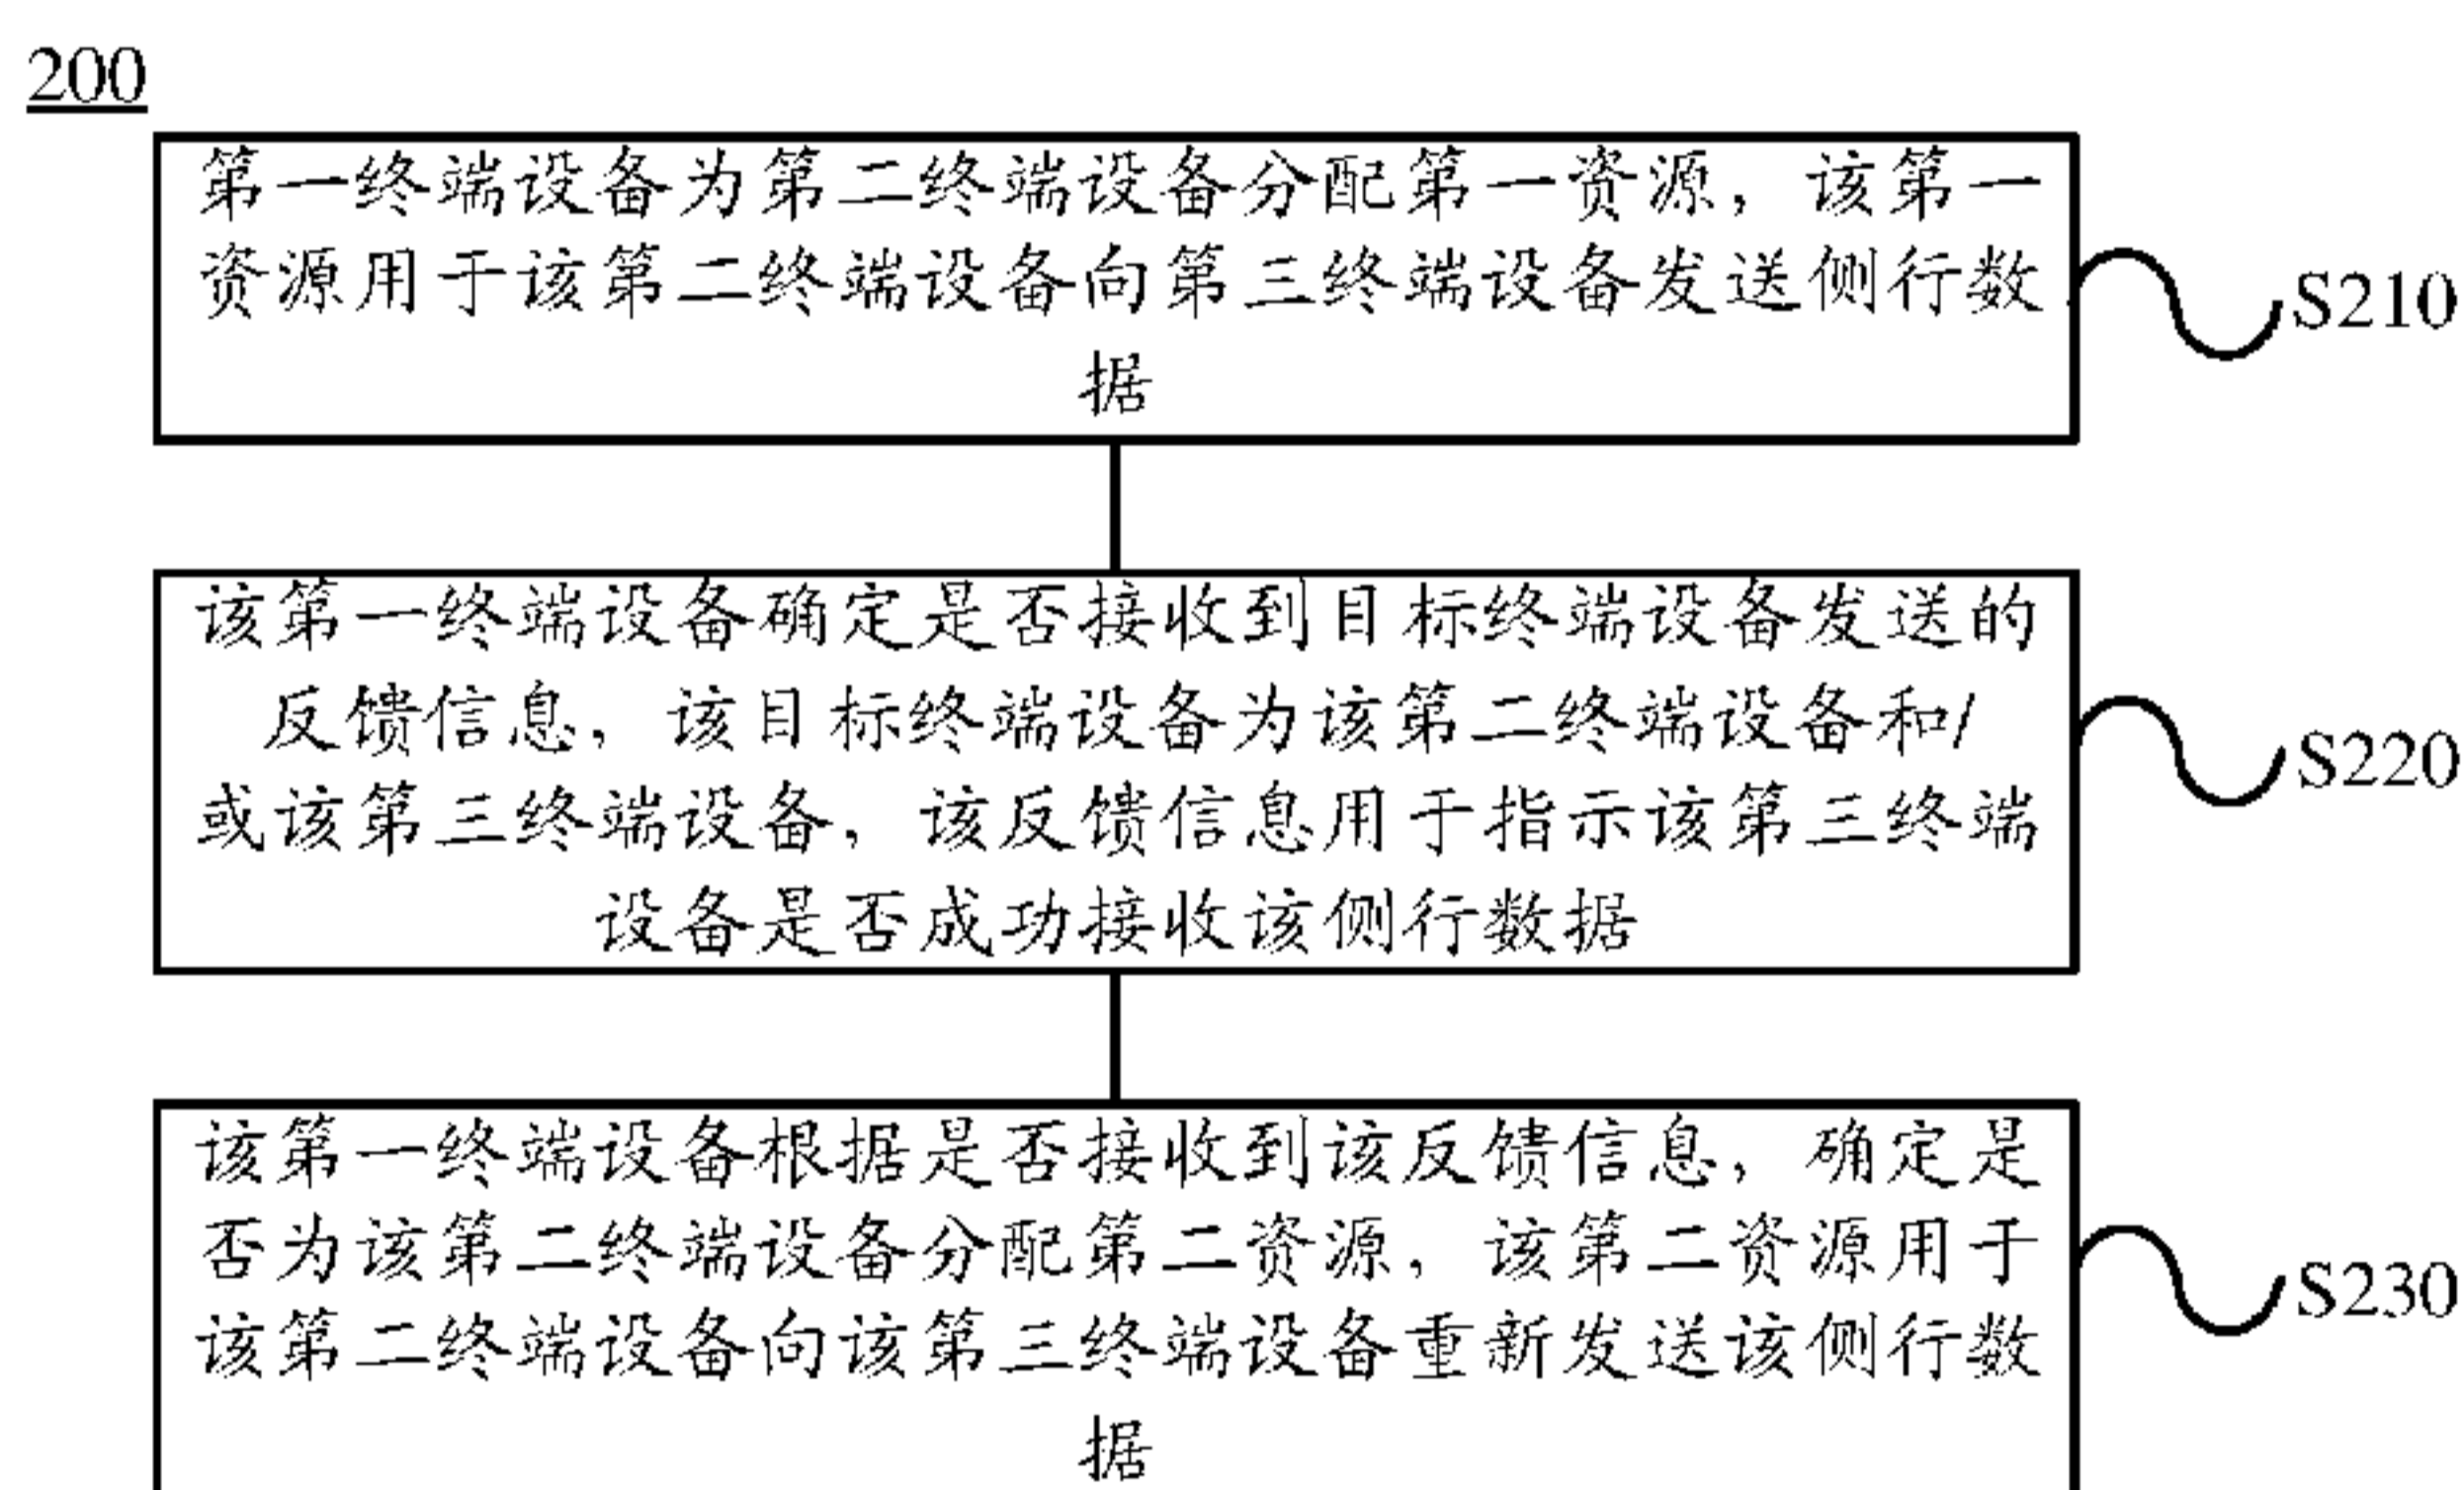 200
第一终端设备为第二终端设备分配第一资源，该第一
资源用于该第二终端设备向第三终端设备发送侧行数
据
S210
该第一终端设备确定是否接收到目标终端设备发送的
反馈信息，该目标终端设备为该第二终端设备和/
或该第三终端设备，该反馈信息用于指示该第三终端
设备是否成功接收该侧行数据
S220
该第一终端设备根据是否接收到该反馈信息，确定是
否为该第二终端设备分配第二资源，该第二资源用于
该第二终端设备向该第三终端设备重新发送该侧行数
据
S230